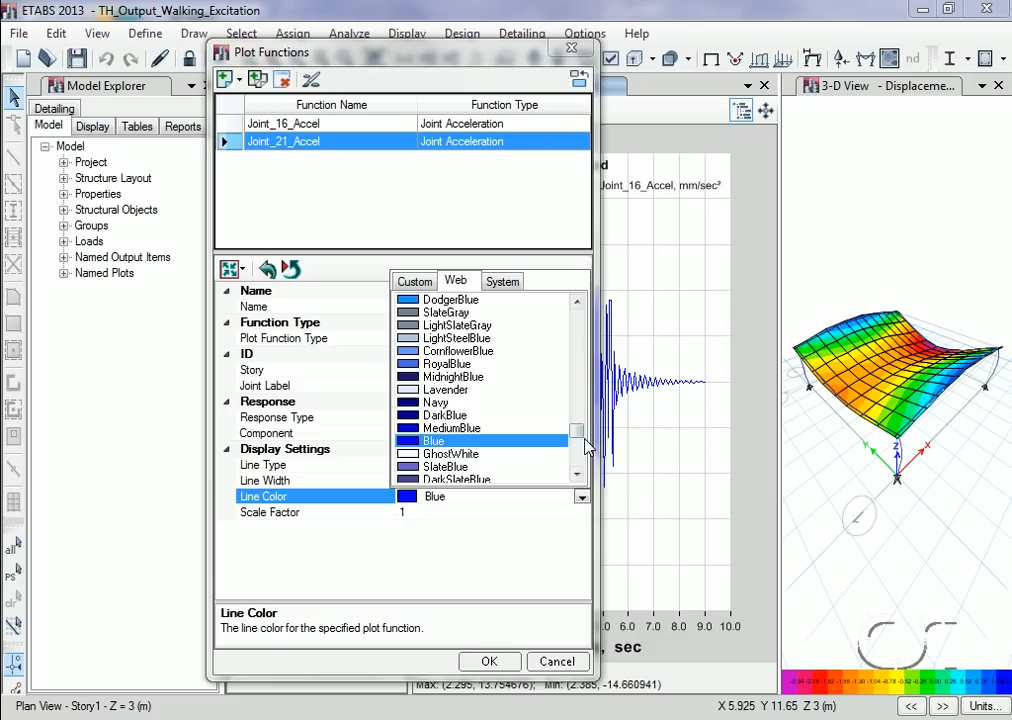 ETABS 2013 - TH_Output_Walking_Excitation
File Edit View Define Draw Select Assign Analyze Display Design Detailing Options Help
Plot Functions
nd
Model Explorer
3-D View - Displaceme...
Detailing
Model Display Tables Reports
Function Name Function Type
Joint_16_Accel Joint Acceleration
Joint_21_Accel Joint Acceleration
Model
Project
Structure Layout
Properties
Structural Objects
Groups
Loads
Named Output Items
Named Plots
d
Joint_16_Accel, mm/sec²
all
PS
clr
Name
Name
Function Type
Plot Function Type
ID
Story
Joint Label
Response
Response Type
Component
Display Settings
Line Type
Line Width
Line Color Blue
Scale Factor 1
Custom Web System
DodgerBlue
SlateGray
LightSlateGray
LightSteelBlue
CornflowerBlue
RoyalBlue
MidnightBlue
Lavender
Navy
DarkBlue
MediumBlue
Blue
GhostWhite
SlateBlue
DarkSlateBlue
Line Color
The line color for the specified plot function.
OK Cancel
.0 6.0 7.0 8.0 9.0 10.0
, sec
Max: (2.295, 13.754676); Min: (2.385, -14.660941)
Y X
Z
X
CS
Plan View - Story1 - Z = 3 (m) X 5.925 Y 11.65 Z 3 (m) << >> Units...